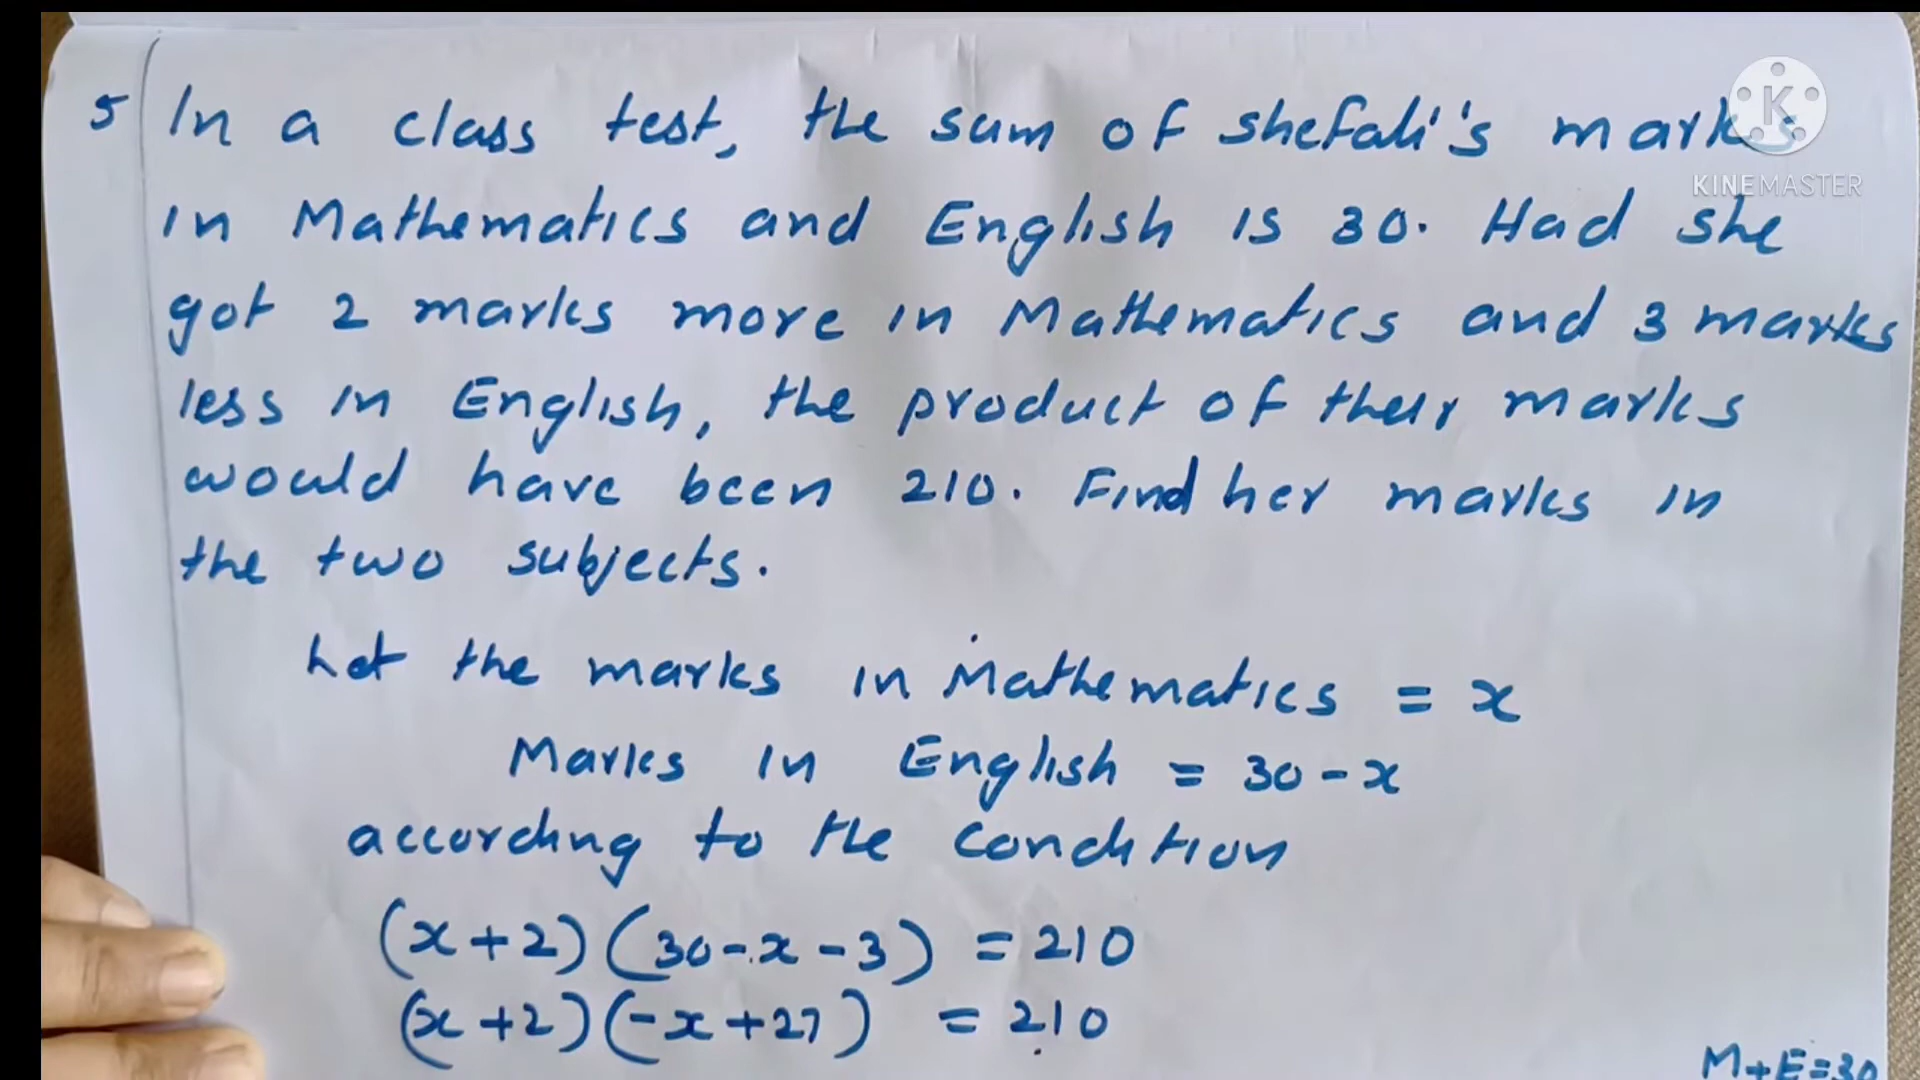 5 In a class test, the sum of shefali's marks
in Mathematics and English is 30. Had she
got 2 marks more in Mathematics and 3 marks
less in English, the product of their marks
would have been 210. Find her marks in
the two subjects.
Let the marks in Mathematics = x
Marks in English = 30-x
according to the condition
(x+2)(30-x-3) = 210
(x+2)(-x+27) = 210
M+E=30
K
KINEMASTER